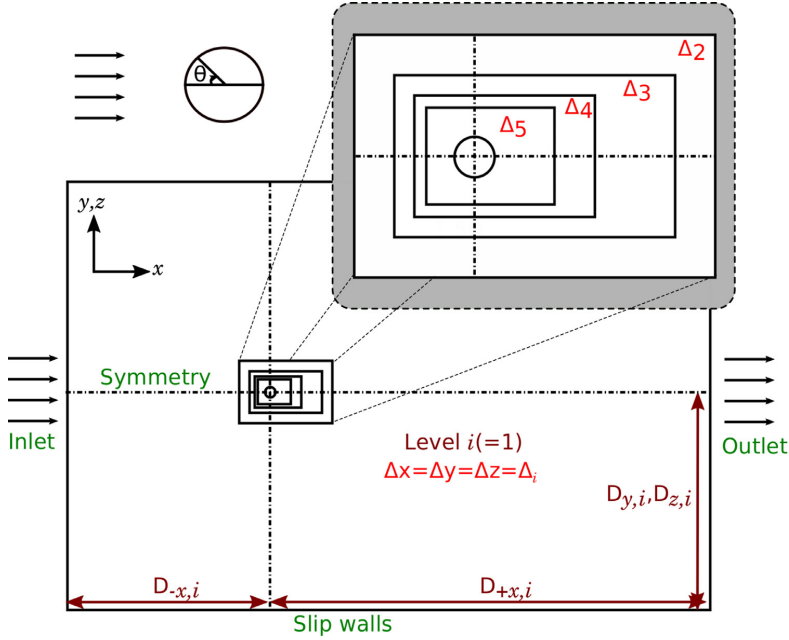 θ
Δ2
Δ3
Δ4
Δ5
y,z
x
Symmetry
Inlet
Outlet
Level i(=1)
Δx=Δy=Δz=Δi
Dy,i,Dz,i
D-x,i
D+x,i
Slip walls